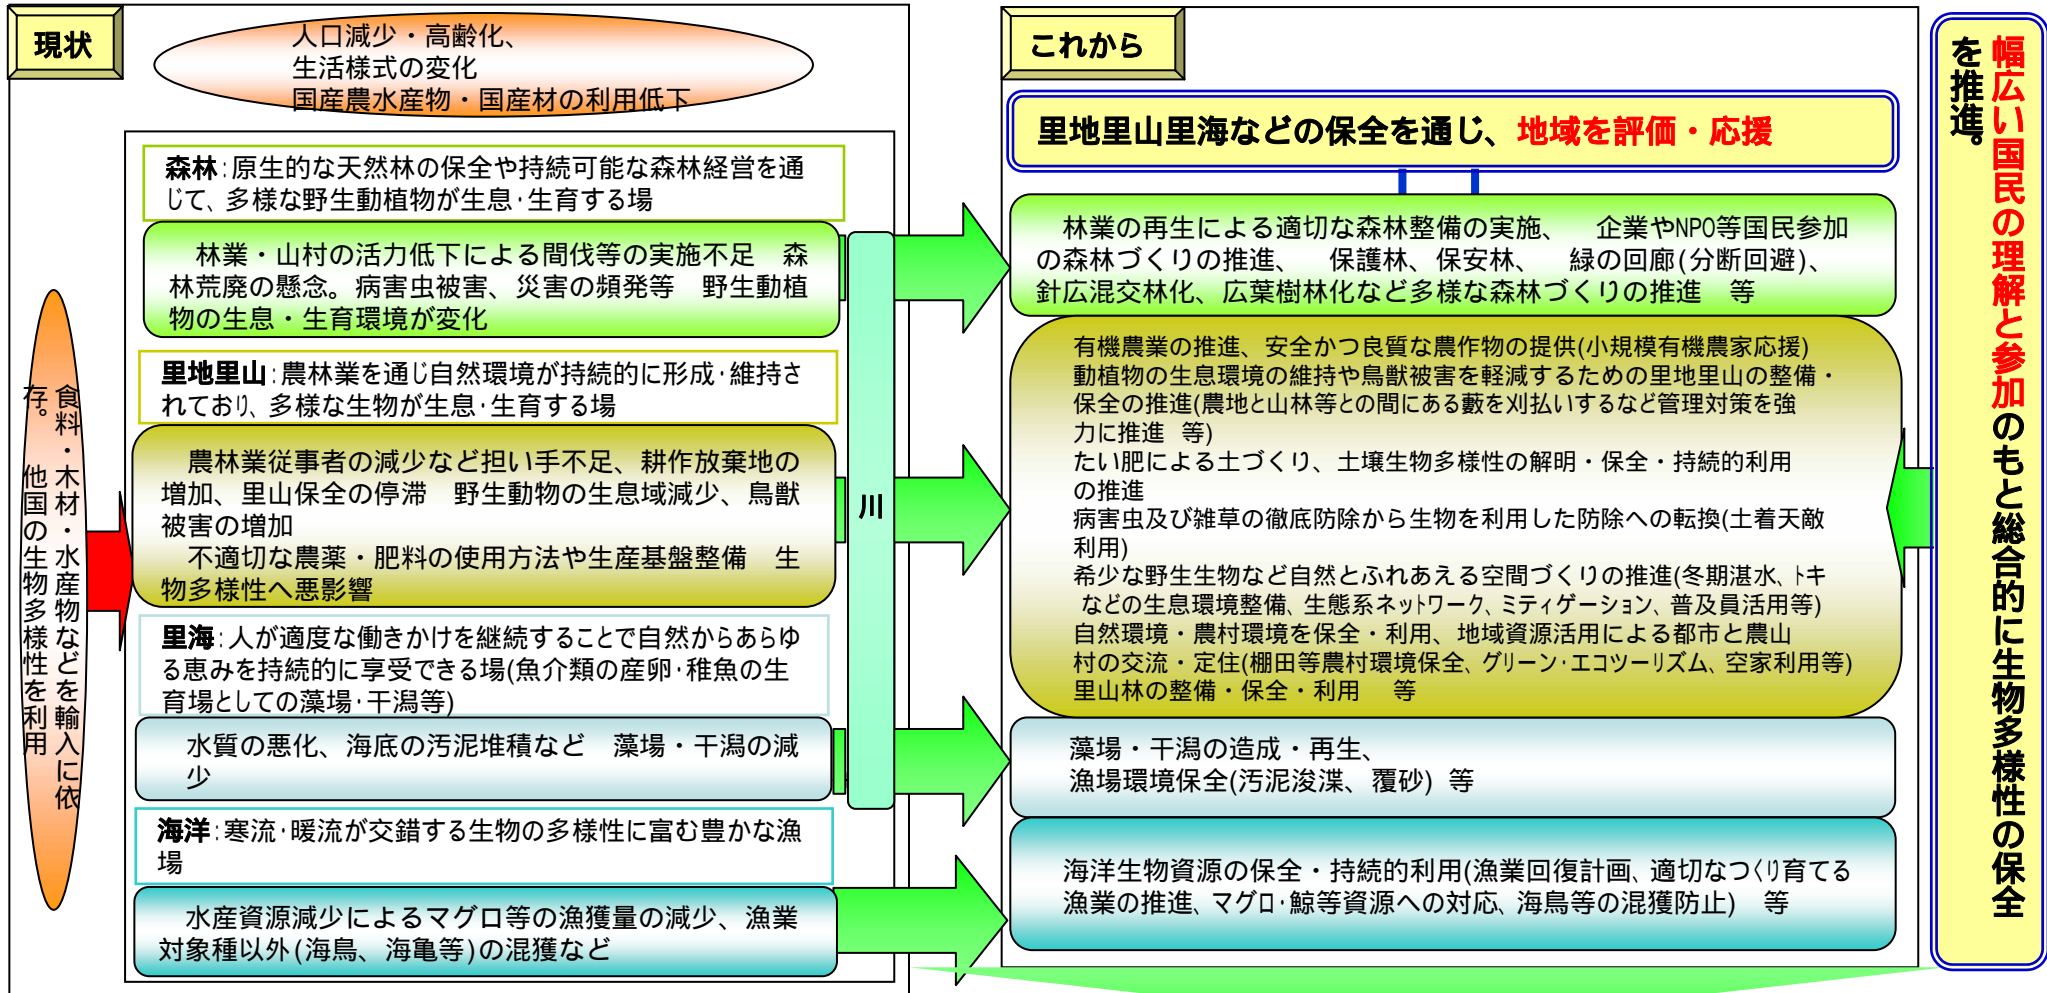 現状
人口減少・高齢化、
生活様式の変化
国産農水産物・国産材の利用低下
食料・木材・水産物などを輸入に依
存。　他国の生物多様性を利用
森林:原生的な天然林の保全や持続可能な森林経営を通
じて、多様な野生動植物が生息・生育する場
林業・山村の活力低下による間伐等の実施不足　森
林荒廃の懸念。病害虫被害、災害の頻発等　野生動植
物の生息・生育環境が変化
里地里山:農林業を通じ自然環境が持続的に形成・維持さ
れており、多様な生物が生息・生育する場
農林業従事者の減少など担い手不足、耕作放棄地の
増加、里山保全の停滞　野生動物の生息域減少、鳥獣
被害の増加
不適切な農薬・肥料の使用方法や生産基盤整備　生
物多様性へ悪影響
里海:人が適度な働きかけを継続することで自然からあらゆ
る恵みを持続的に享受できる場(魚介類の産卵・稚魚の生
育場としての藻場・干潟等)
水質の悪化、海底の汚泥堆積など　藻場・干潟の減
少
海洋:寒流・暖流が交錯する生物の多様性に富む豊かな漁
場
水産資源減少によるマグロ等の漁獲量の減少、漁業
対象種以外(海鳥、海亀等)の混獲など
川
これから
里地里山里海などの保全を通じ、地域を評価・応援
林業の再生による適切な森林整備の実施、　企業やNPO等国民参加
の森林づくりの推進、　保護林、保安林、　緑の回廊(分断回避)、
針広混交林化、広葉樹林化など多様な森林づくりの推進　等
有機農業の推進、安全かつ良質な農作物の提供(小規模有機農家応援)
動植物の生息環境の維持や鳥獣被害を軽減するための里地里山の整備・
保全の推進(農地と山林等との間にある藪を刈払いするなど管理対策を強
力に推進　等)
たい肥による土づくり、土壌生物多様性の解明・保全・持続的利用
の推進
病害虫及び雑草の徹底防除から生物を利用した防除への転換(土着天敵
利用)
希少な野生生物など自然とふれあえる空間づくりの推進(冬期湛水、トキ
などの生息環境整備、生態系ネットワーク、ミティゲーション、普及員活用等)
自然環境・農村環境を保全・利用、地域資源活用による都市と農山
村の交流・定住(棚田等農村環境保全、グリーン・エコツーリズム、空家利用等)
里山林の整備・保全・利用　等
藻場・干潟の造成・再生、
漁場環境保全(汚泥浚渫、覆砂)　等
海洋生物資源の保全・持続的利用(漁業回復計画、適切なつくり育てる
漁業の推進、マグロ・鯨等資源への対応、海鳥等の混獲防止)　等
幅広い国民の理解と参加のもと総合的に生物多様性の保全
を推進。